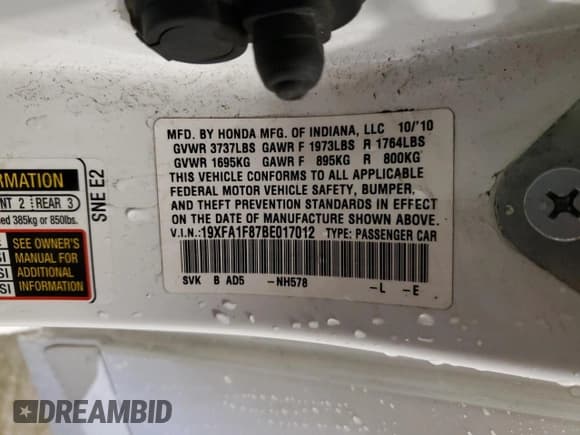 MFD. BY HONDA MFG. OF INDIANA, LLC 10/'10
GVWR 3737LBS GAWR F 1973LBS R 1764LBS
GVWR 1695KG GAWR F 895KG R 800KG
THIS VEHICLE CONFORMS TO ALL APPLICABLE
FEDERAL MOTOR VEHICLE SAFETY, BUMPER,
AND THEFT PREVENTION STANDARDS IN EFFECT
ON THE DATE OF MANUFACTURE SHOWN ABOVE.
V.I.N.:19XFA1F87BE017012 TYPE: PASSENGER CAR
SVK B AD5 -NH578 -L -E
SNE E2
RMATION
NT 2 REAR 3
ed 385kg or 850lbs.
SEE OWNER'S
MANUAL FOR
ADDITIONAL
INFORMATION
SI
SI
SI
DREAMBID